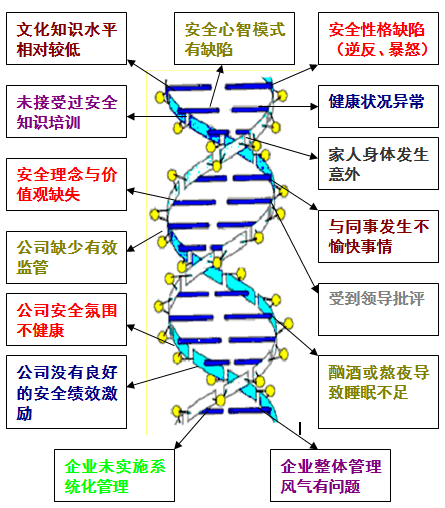 文化知识水平
相对较低
安全心智模式
有缺陷
安全性格缺陷
（逆反、暴怒）
未接受过安全
知识培训
健康状况异常
家人身体发生
意外
安全理念与价
值观缺失
与同事发生不
愉快事情
公司缺少有效
监管
受到领导批评
公司安全氛围
不健康
酗酒或熬夜导
致睡眠不足
公司没有良好
的安全绩效激
励
企业未实施系
统化管理
企业整体管理
风气有问题